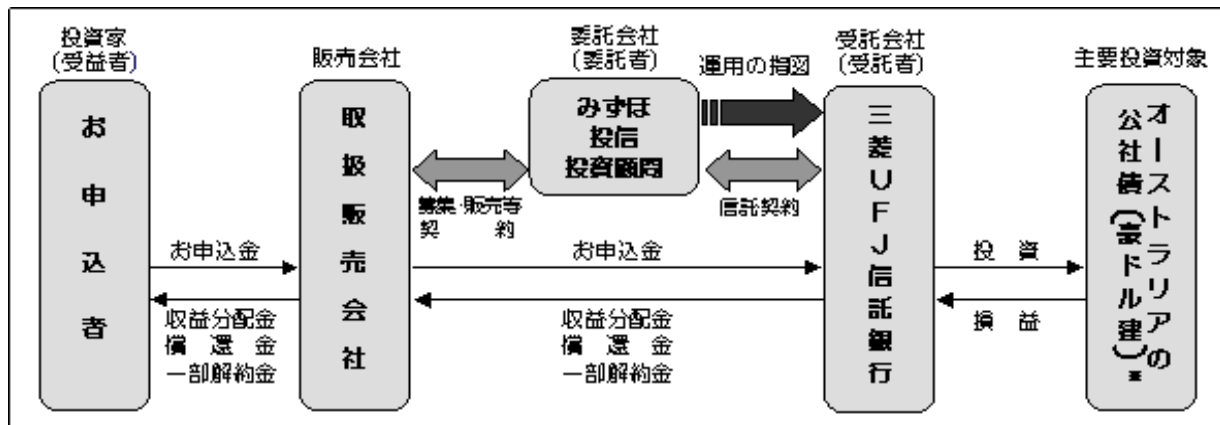 投資家
(受益者)
お申込者
販売会社
取扱販売会社
委託会社
(委託者)
みずほ
投信
投資顧問
運用の指図
受託会社
(受託者)
三菱UFJ信託銀行
主要投資対象
オーストラリアの
公社債(豪ドル建)※
募集・販売等
契約
信託契約
お申込金
収益分配金
償還金
一部解約金
お申込金
収益分配金
償還金
一部解約金
投資
損益